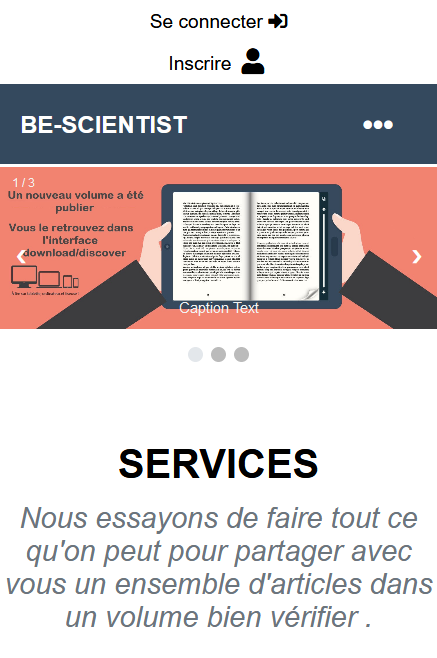 Se connecter
Inscrire
BE-SCIENTIST
1 / 3
Un nouveau volume a été
publier
Vous le retrouvez dans
l'interface
download/discover
Caption Text
SERVICES
Nous essayons de faire tout ce
qu'on peut pour partager avec
vous un ensemble d'articles dans
un volume bien vérifier .